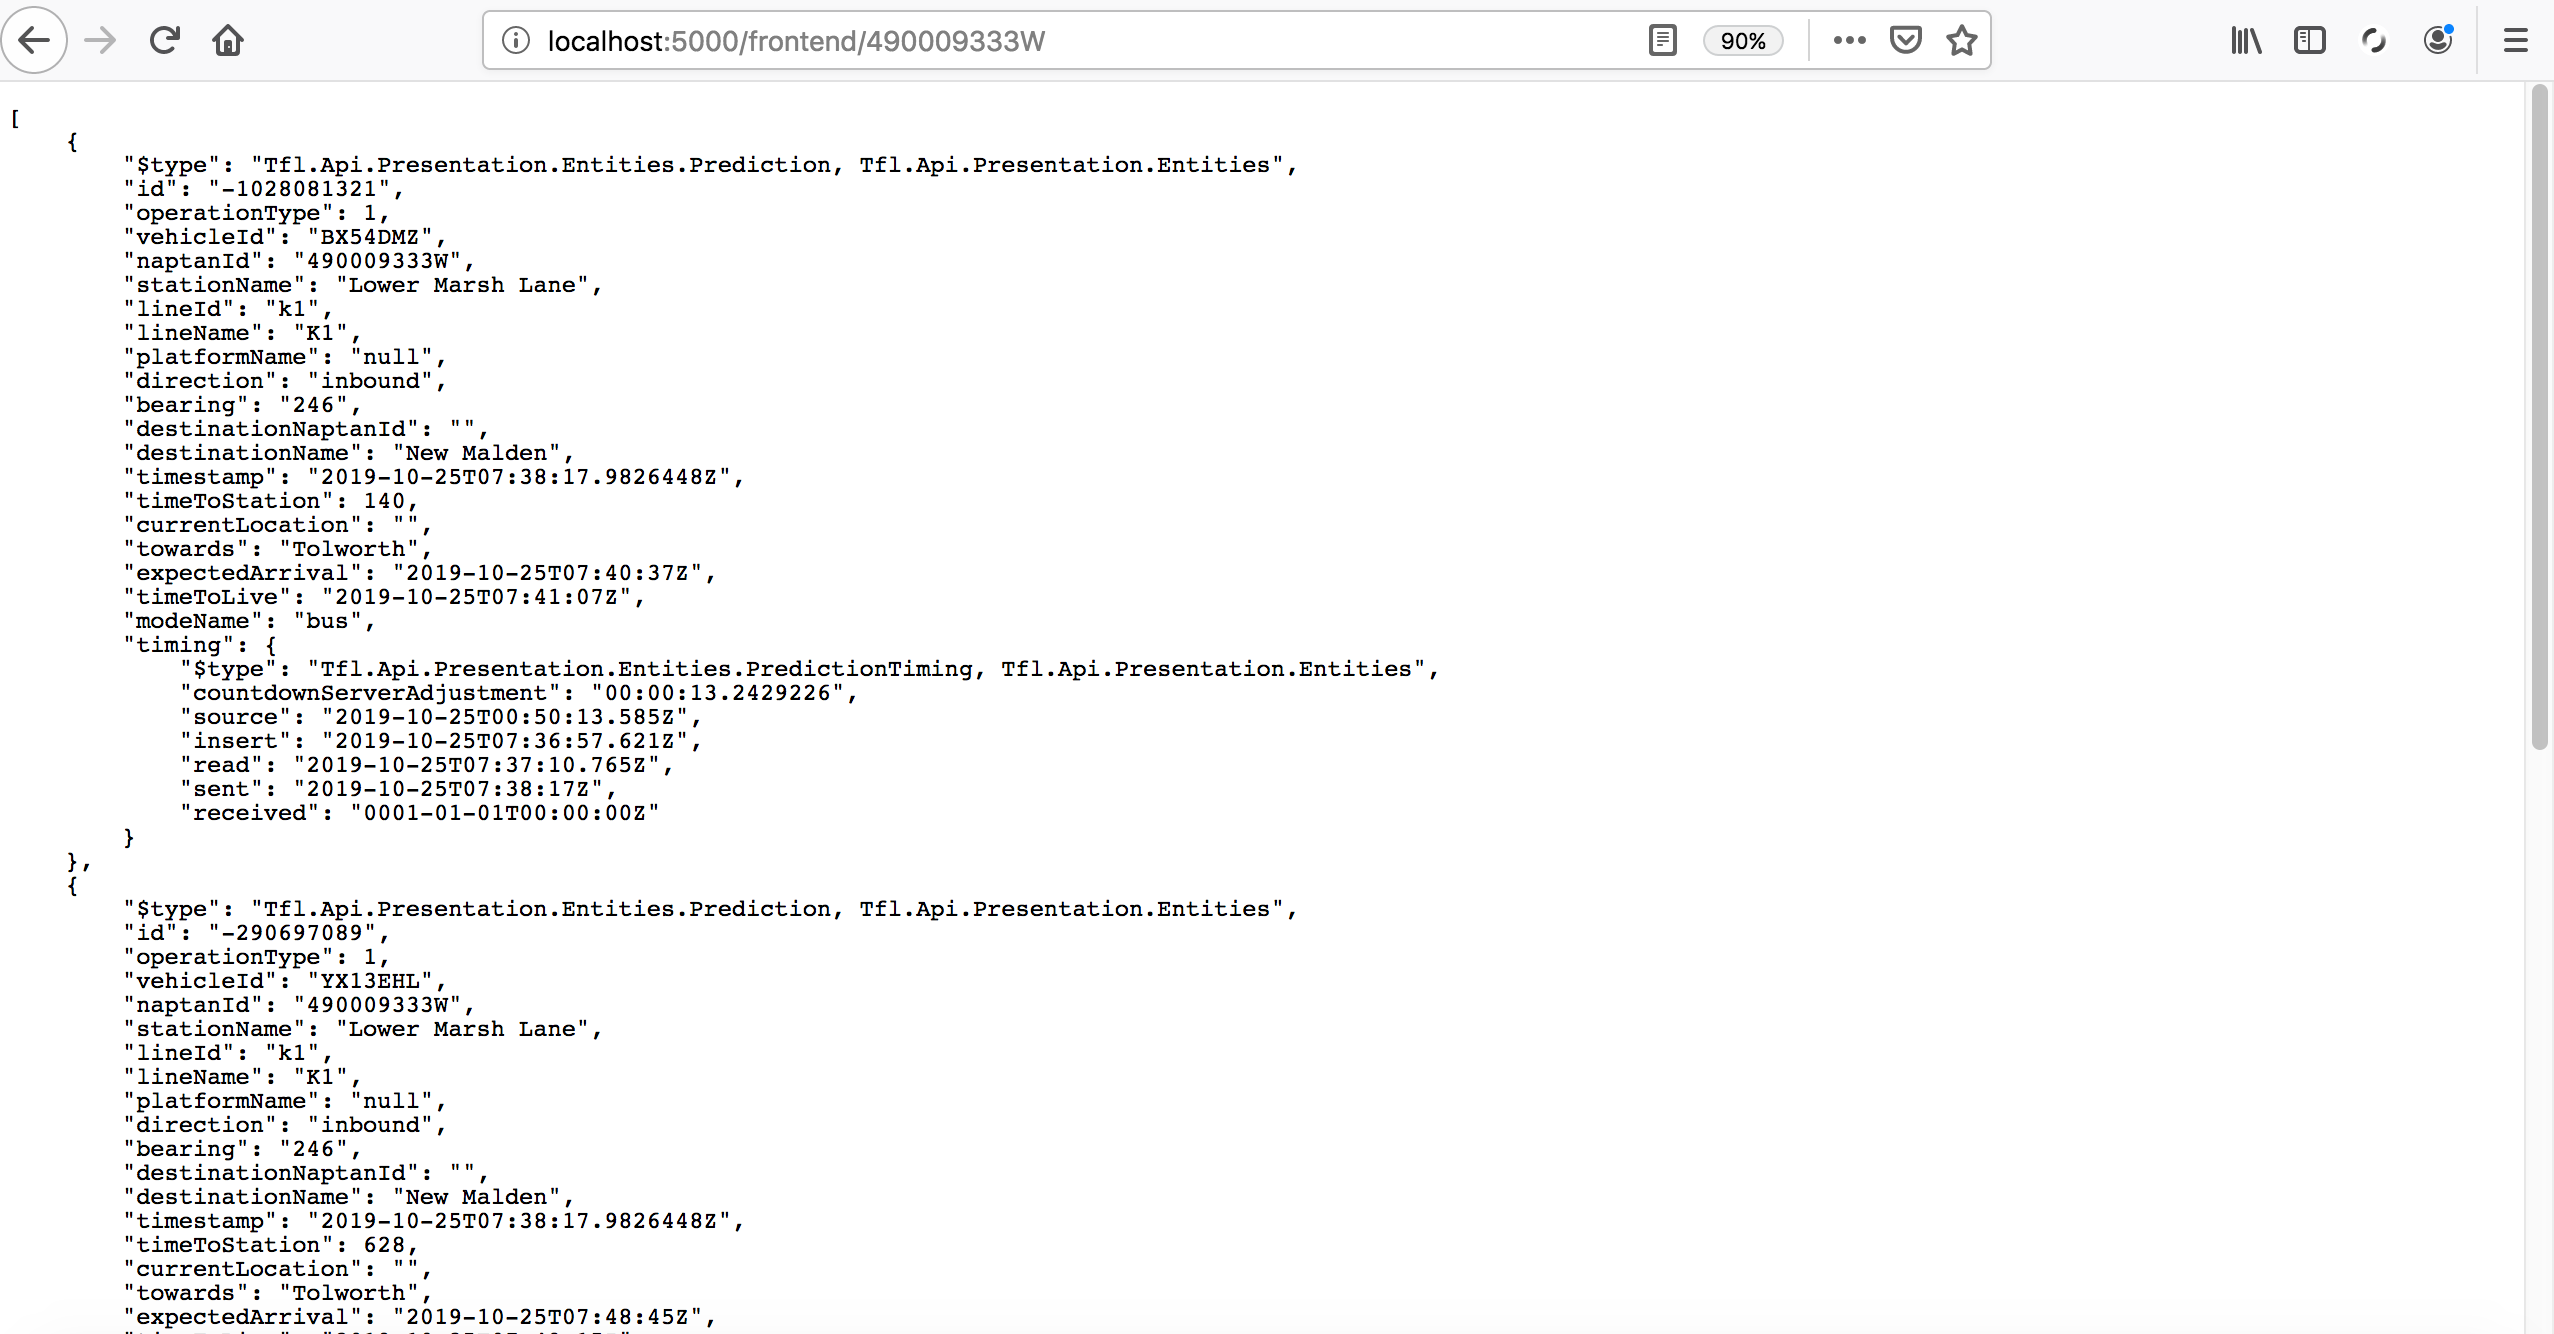 localhost:5000/frontend/490009333W
90%
[
    {
        "$type": "Tfl.Api.Presentation.Entities.Prediction, Tfl.Api.Presentation.Entities",
        "id": "-1028081321",
        "operationType": 1,
        "vehicleId": "BX54DMZ",
        "naptanId": "490009333W",
        "stationName": "Lower Marsh Lane",
        "lineId": "k1",
        "lineName": "K1",
        "platformName": "null",
        "direction": "inbound",
        "bearing": "246",
        "destinationNaptanId": "",
        "destinationName": "New Malden",
        "timestamp": "2019-10-25T07:38:17.9826448Z",
        "timeToStation": 140,
        "currentLocation": "",
        "towards": "Tolworth",
        "expectedArrival": "2019-10-25T07:40:37Z",
        "timeToLive": "2019-10-25T07:41:07Z",
        "modeName": "bus",
        "timing": {
            "$type": "Tfl.Api.Presentation.Entities.PredictionTiming, Tfl.Api.Presentation.Entities",
            "countdownServerAdjustment": "00:00:13.2429226",
            "source": "2019-10-25T00:50:13.585Z",
            "insert": "2019-10-25T07:36:57.621Z",
            "read": "2019-10-25T07:37:10.765Z",
            "sent": "2019-10-25T07:38:17Z",
            "received": "0001-01-01T00:00:00Z"
        }
    },
    {
        "$type": "Tfl.Api.Presentation.Entities.Prediction, Tfl.Api.Presentation.Entities",
        "id": "-290697089",
        "operationType": 1,
        "vehicleId": "YX13EHL",
        "naptanId": "490009333W",
        "stationName": "Lower Marsh Lane",
        "lineId": "k1",
        "lineName": "K1",
        "platformName": "null",
        "direction": "inbound",
        "bearing": "246",
        "destinationNaptanId": "",
        "destinationName": "New Malden",
        "timestamp": "2019-10-25T07:38:17.9826448Z",
        "timeToStation": 628,
        "currentLocation": "",
        "towards": "Tolworth",
        "expectedArrival": "2019-10-25T07:48:45Z",